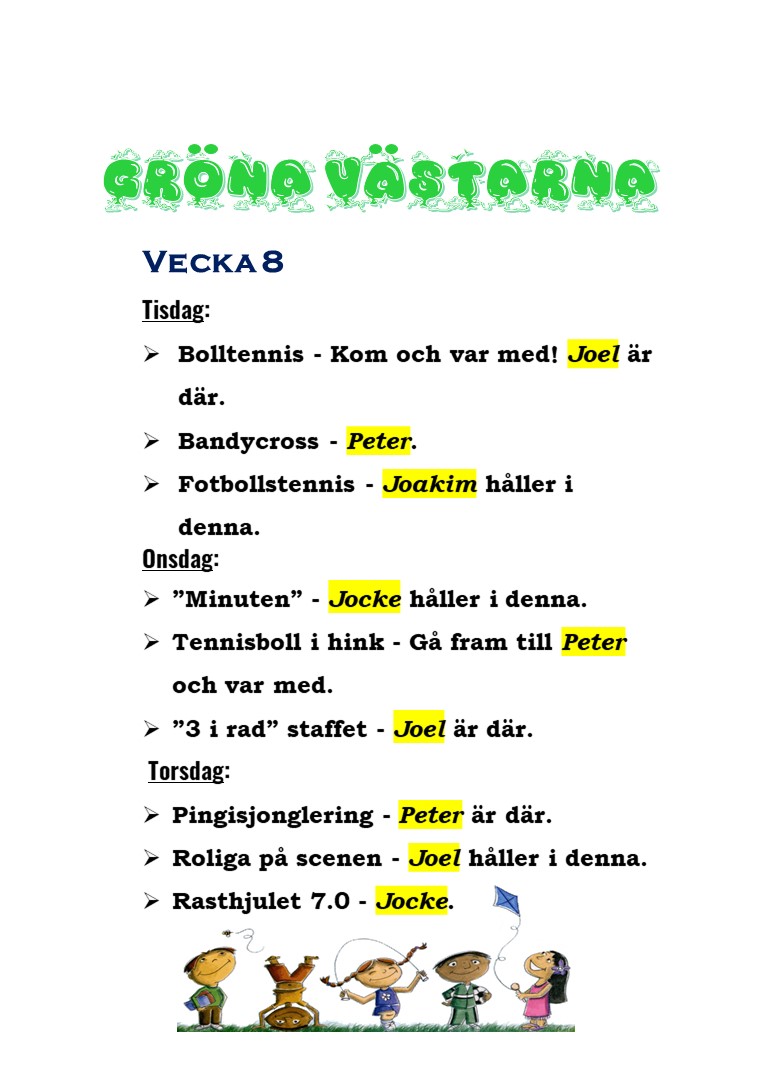 GRÖNA VÄSTARNA
VECKA 8
Tisdag:
➢ Bolltennis - Kom och var med! Joel är
där.
➢ Bandycross - Peter.
➢ Fotbollstennis - Joakim håller i
denna.
Onsdag:
➢ ”Minuten” - Jocke håller i denna.
➢ Tennisboll i hink - Gå fram till Peter
och var med.
➢ ”3 i rad” staffet - Joel är där.
Torsdag:
➢ Pingisjonglering - Peter är där.
➢ Roliga på scenen - Joel håller i denna.
➢ Rasthjulet 7.0 - Jocke.